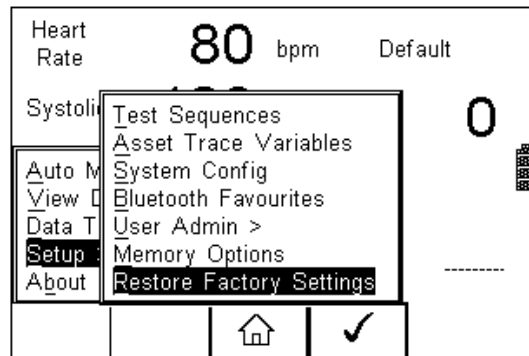 Heart
Rate
80 bpm
Default
Systoli
0
Test Sequences
Asset Trace Variables
System Config
Bluetooth Favourites
User Admin >
Memory Options
Restore Factory Settings
Auto M
View D
Data T
Setup
About
---------